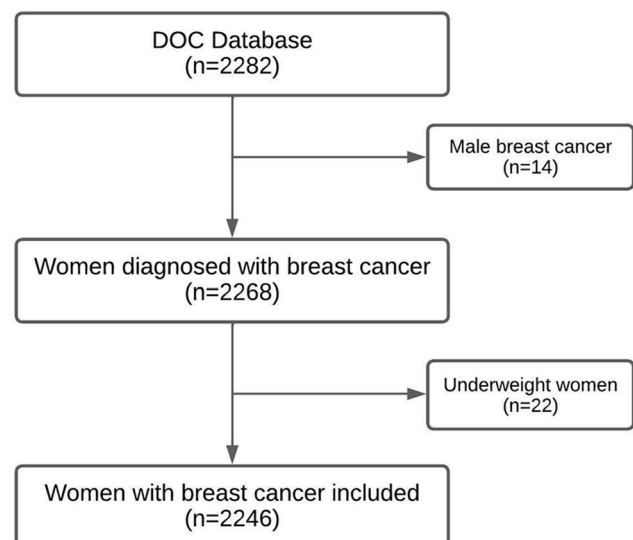 DOC Database
(n=2282)
Male breast cancer
(n=14)
Women diagnosed with breast cancer
(n=2268)
Underweight women
(n=22)
Women with breast cancer included
(n=2246)